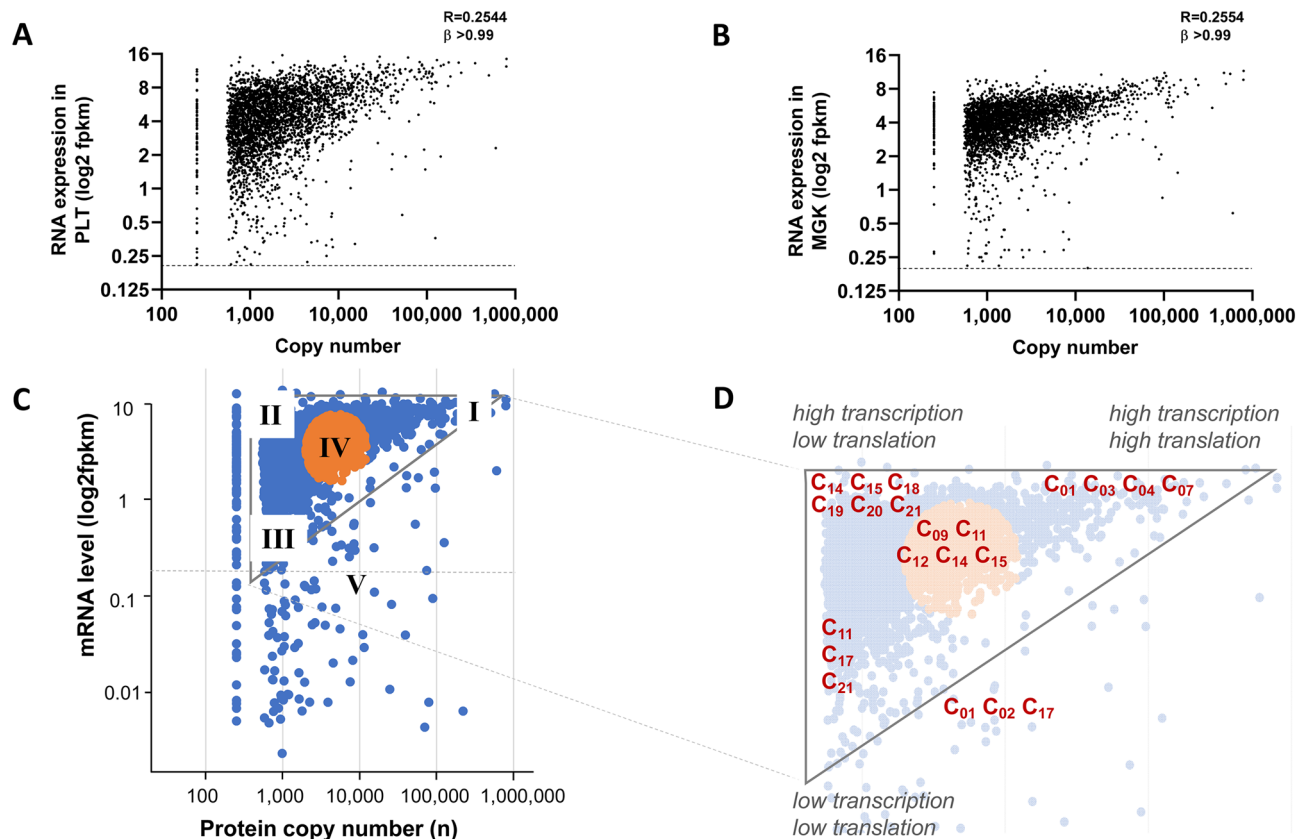 A
R=0.2544
β >0.99
RNA expression in
PLT (log2 fpkm)
16
8
4
2
1
0.5
0.25
0.125
100
1,000
10,000
100,000
1,000,000
Copy number
B
R=0.2554
β >0.99
RNA expression in
MGK (log2 fpkm)
16
8
4
2
1
0.5
0.25
0.125
100
1,000
10,000
100,000
1,000,000
Copy number
C
mRNA level (log2fpkm)
10
1
0.1
0.01
I
II
IV
III
V
100
1,000
10,000
100,000
1,000,000
Protein copy number (n)
D
high transcription
low translation
high transcription
high translation
C14 C15 C18
C19 C20 C21
C01 C03 C04 C07
C09 C11
C12 C14 C15
C11
C17
C21
C01 C02 C17
low transcription
low translation